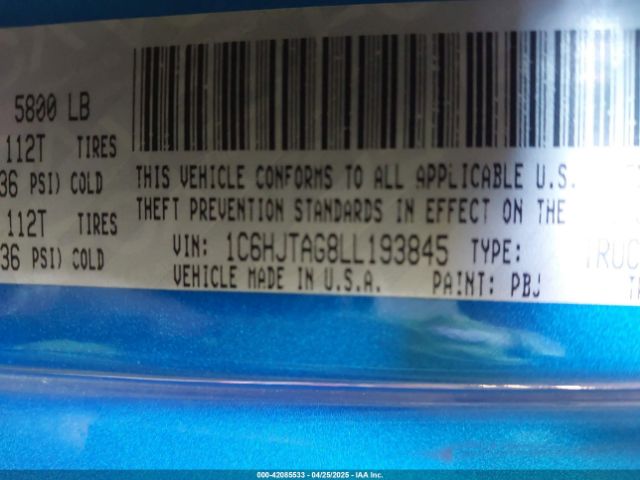 5800 LB
112T TIRES
36 PSI) COLD
112T TIRES
36 PSI) COLD
THIS VEHICLE CONFORMS TO ALL APPLICABLE U.S.
THEFT PREVENTION STANDARDS IN EFFECT ON THE
VIN: 1C6HJTAG8LL193845 TYPE: TRUC
VEHICLE MADE IN U.S.A. PAINT: PBJ
000-42085533 | 04/25/2025 | © IAA Inc.